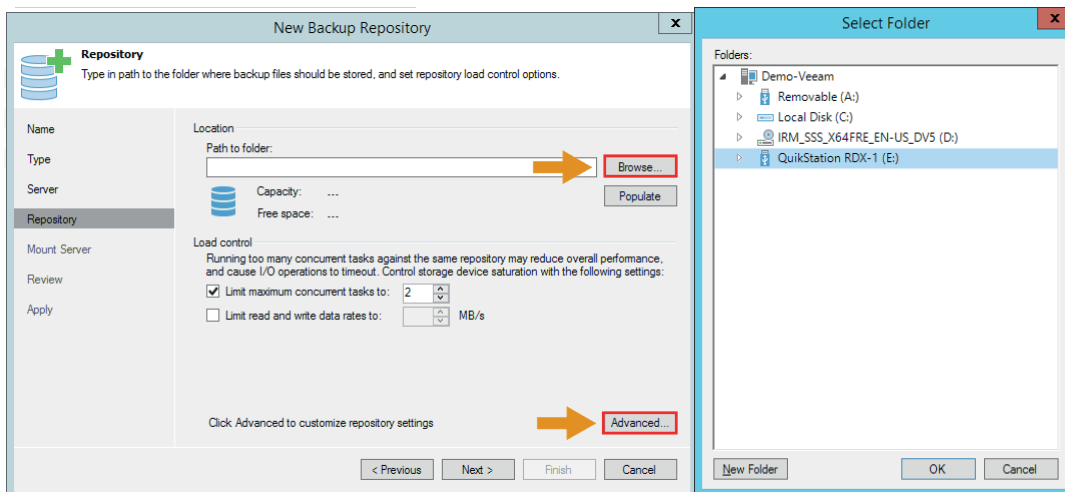 New Backup Repository
x
Repository
Type in path to the folder where backup files should be stored, and set repository load control options.
Name
Type
Server
Repository
Mount Server
Review
Apply
Location
Path to folder:
Browse...
Capacity: ...
Populate
Free space: ...
Load control
Running too many concurrent tasks against the same repository may reduce overall performance,
and cause I/O operations to timeout. Control storage device saturation with the following settings:
Limit maximum concurrent tasks to: 2
Limit read and write data rates to: MB/s
Click Advanced to customize repository settings
Advanced...
< Previous
Next >
Finish
Cancel
Select Folder
x
Folders:
Demo-Veeam
Removable (A:)
Local Disk (C:)
IRM_SSS_X64FRE_EN-US_DV5 (D:)
QuikStation RDX-1 (E:)
New Folder
OK
Cancel